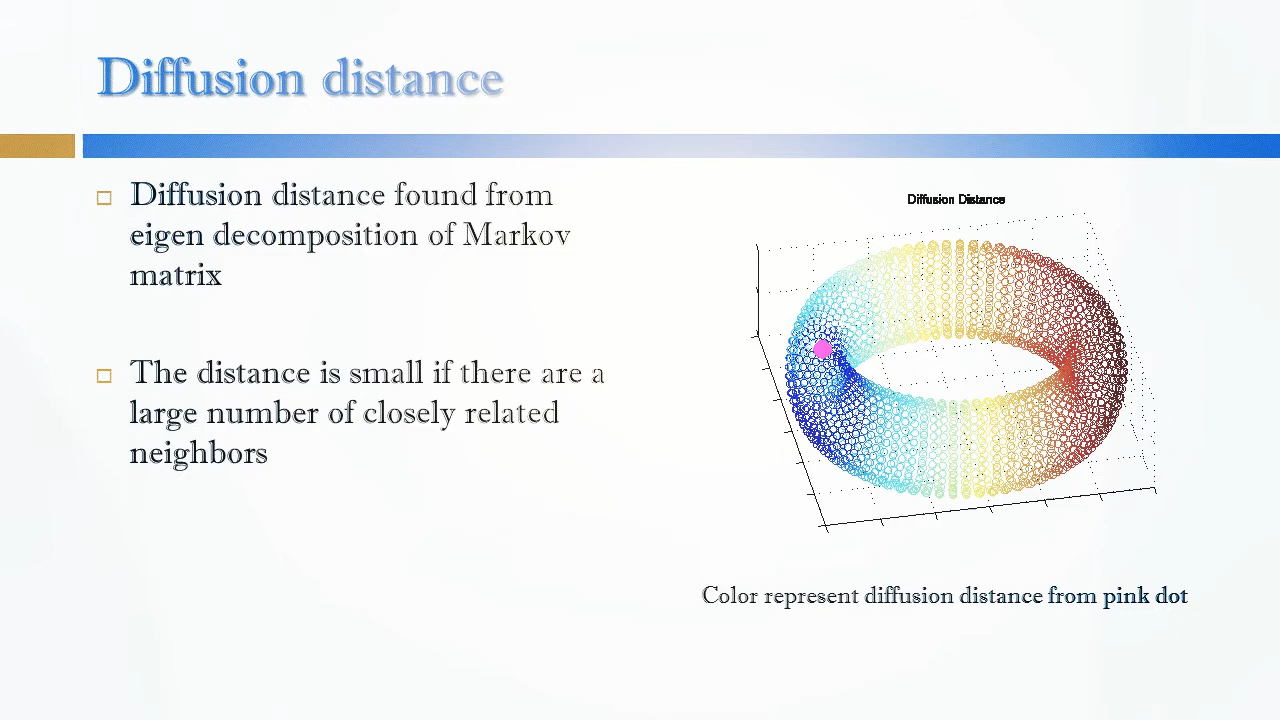 Diffusion distance
Diffusion distance found from
eigen decomposition of Markov
matrix
The distance is small if there are a
large number of closely related
neighbors
Diffusion Distance
Color represent diffusion distance from pink dot